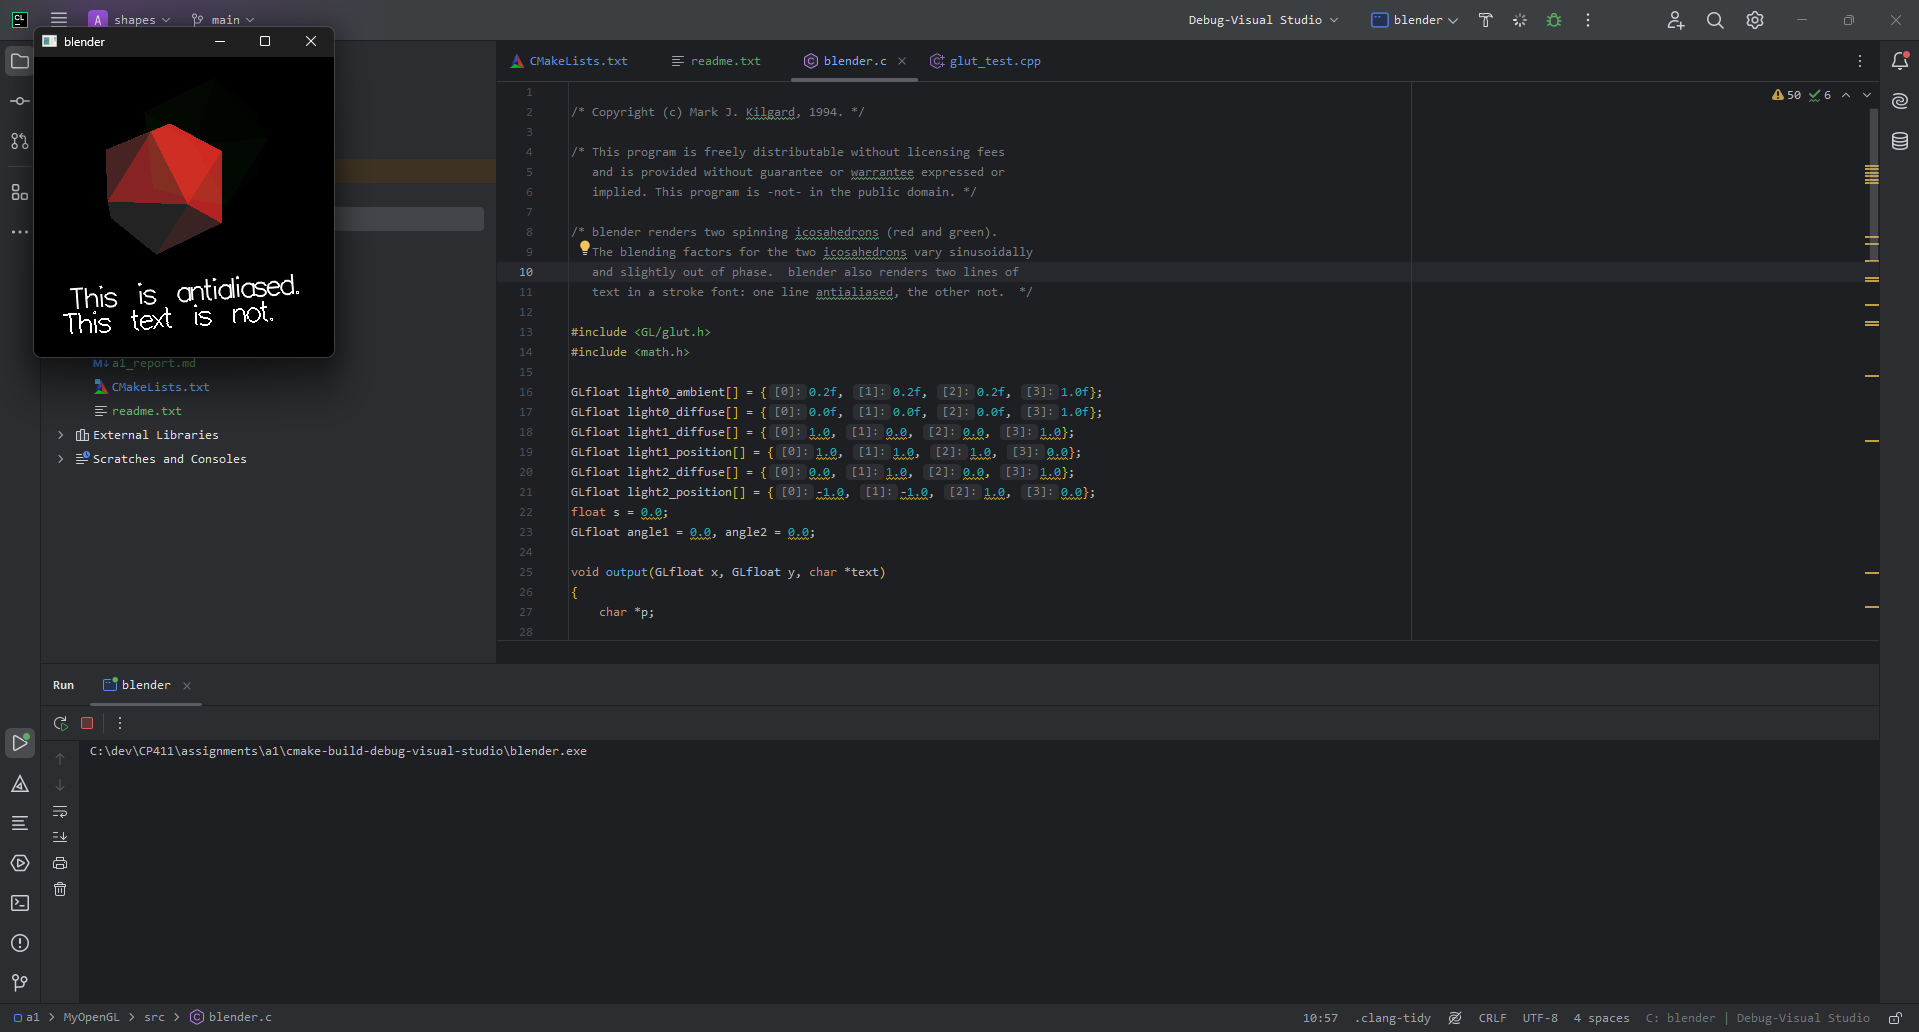 CL
A shapes main
Debug-Visual Studio
blender
blender
This is antialiased.
This text is not.
a1_report.md
CMakeLists.txt
readme.txt
External Libraries
Scratches and Consoles
CMakeLists.txt
readme.txt
blender.c
glut_test.cpp
50 6
1
2 /* Copyright (c) Mark J. Kilgard, 1994. */
3
4 /* This program is freely distributable without licensing fees
5 and is provided without guarantee or warrantee expressed or
6 implied. This program is -not- in the public domain. */
7
8 /* blender renders two spinning icosahedrons (red and green).
9 The blending factors for the two icosahedrons vary sinusoidally
10 and slightly out of phase.  blender also renders two lines of
11 text in a stroke font: one line antialiased, the other not.  */
12
13 #include <GL/glut.h>
14 #include <math.h>
15
16 GLfloat light0_ambient[] = { [0]: 0.2f, [1]: 0.2f, [2]: 0.2f, [3]: 1.0f};
17 GLfloat light0_diffuse[] = { [0]: 0.0f, [1]: 0.0f, [2]: 0.0f, [3]: 1.0f};
18 GLfloat light1_diffuse[] = { [0]: 1.0, [1]: 0.0, [2]: 0.0, [3]: 1.0};
19 GLfloat light1_position[] = { [0]: 1.0, [1]: 1.0, [2]: 1.0, [3]: 0.0};
20 GLfloat light2_diffuse[] = { [0]: 0.0, [1]: 1.0, [2]: 0.0, [3]: 1.0};
21 GLfloat light2_position[] = { [0]: -1.0, [1]: -1.0, [2]: 1.0, [3]: 0.0};
22 float s = 0.0;
23 GLfloat angle1 = 0.0, angle2 = 0.0;
24
25 void output(GLfloat x, GLfloat y, char *text)
26 {
27 char *p;
28
Run blender
C:\dev\CP411\assignments\a1\cmake-build-debug-visual-studio\blender.exe
a1 > MyOpenGL > src > blender.c
10:57 .clang-tidy CRLF UTF-8 4 spaces C: blender | Debug-Visual Studio